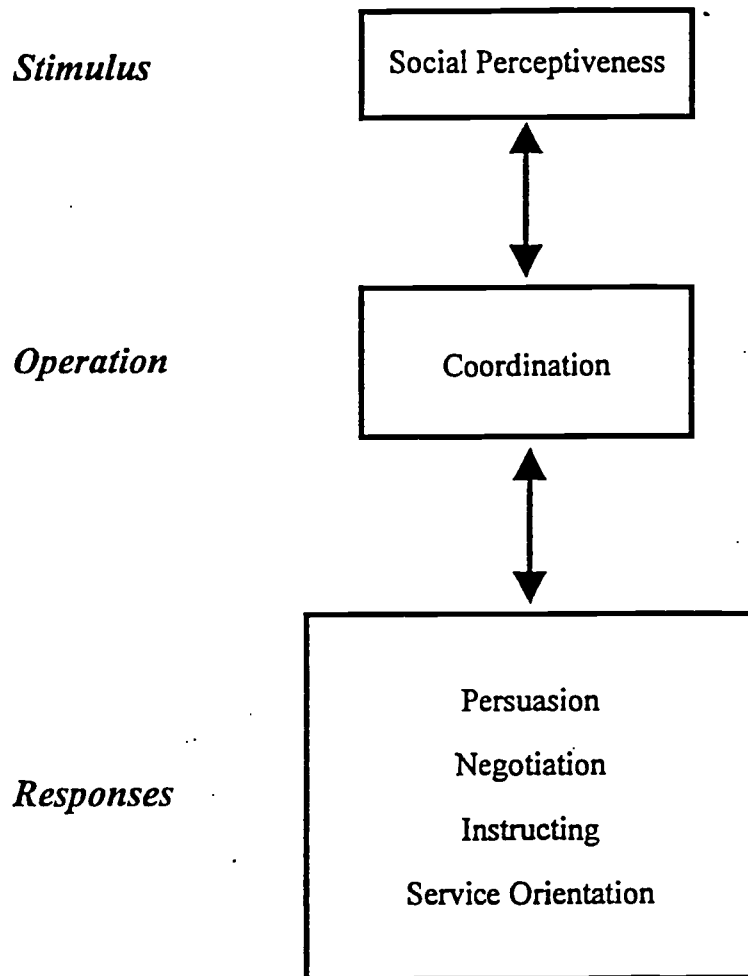 Stimulus
Social Perceptiveness
Operation
Coordination
Responses
Persuasion
Negotiation
Instructing
Service Orientation